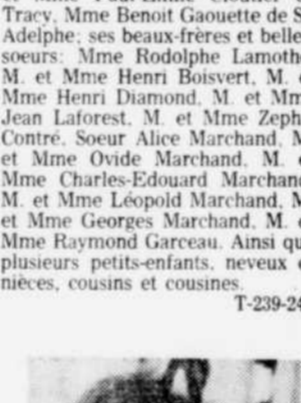 Tracy, Mme Benoit Gaouette de S
Adelphe; ses beaux-frères et belle
soeurs: Mme Rodolphe Lamoth
M. et Mme Henri Boisvert, M.
Mme Henri Diamond, M. et Mm
Jean Laforest, M. et Mme Zeph
Contré, Soeur Alice Marchand, M
et Mme Ovide Marchand, M. e
Mme Charles-Edouard Marchand
M. et Mme Léopold Marchand, M
et Mme Georges Marchand, M. e
Mme Raymond Garceau. Ainsi qu
plusieurs petits-enfants, neveux e
nièces, cousins et cousines.
T-239-24